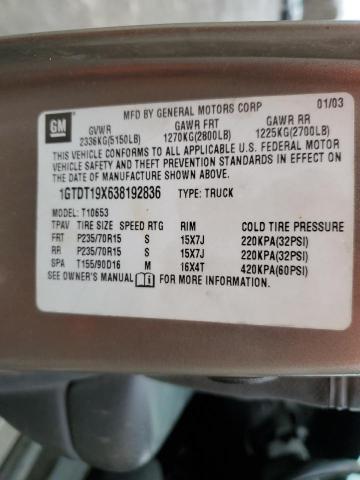 MFD BY GENERAL MOTORS CORP 01/03
GM GVWR GAWR FRT GAWR RR
2336KG(5150LB) 1270KG(2800LB) 1225KG(2700LB)
THIS VEHICLE CONFORMS TO ALL APPLICABLE U.S. FEDERAL MOTOR
VEHICLE SAFETY AND THEFT PREVENTION STANDARDS IN EFFECT ON
THE DATE OF MANUFACTURE SHOWN ABOVE.
1GTDT19X638192836 TYPE: TRUCK
MODEL: T10653
TPAV TIRE SIZE SPEED RTG RIM COLD TIRE PRESSURE
FRT P235/70R15 S 15X7J 220KPA(32PSI)
RR P235/70R15 S 15X7J 220KPA(32PSI)
SPA T155/90D16 M 16X4T 420KPA(60PSI)
SEE OWNER'S MANUAL FOR MORE INFORMATION